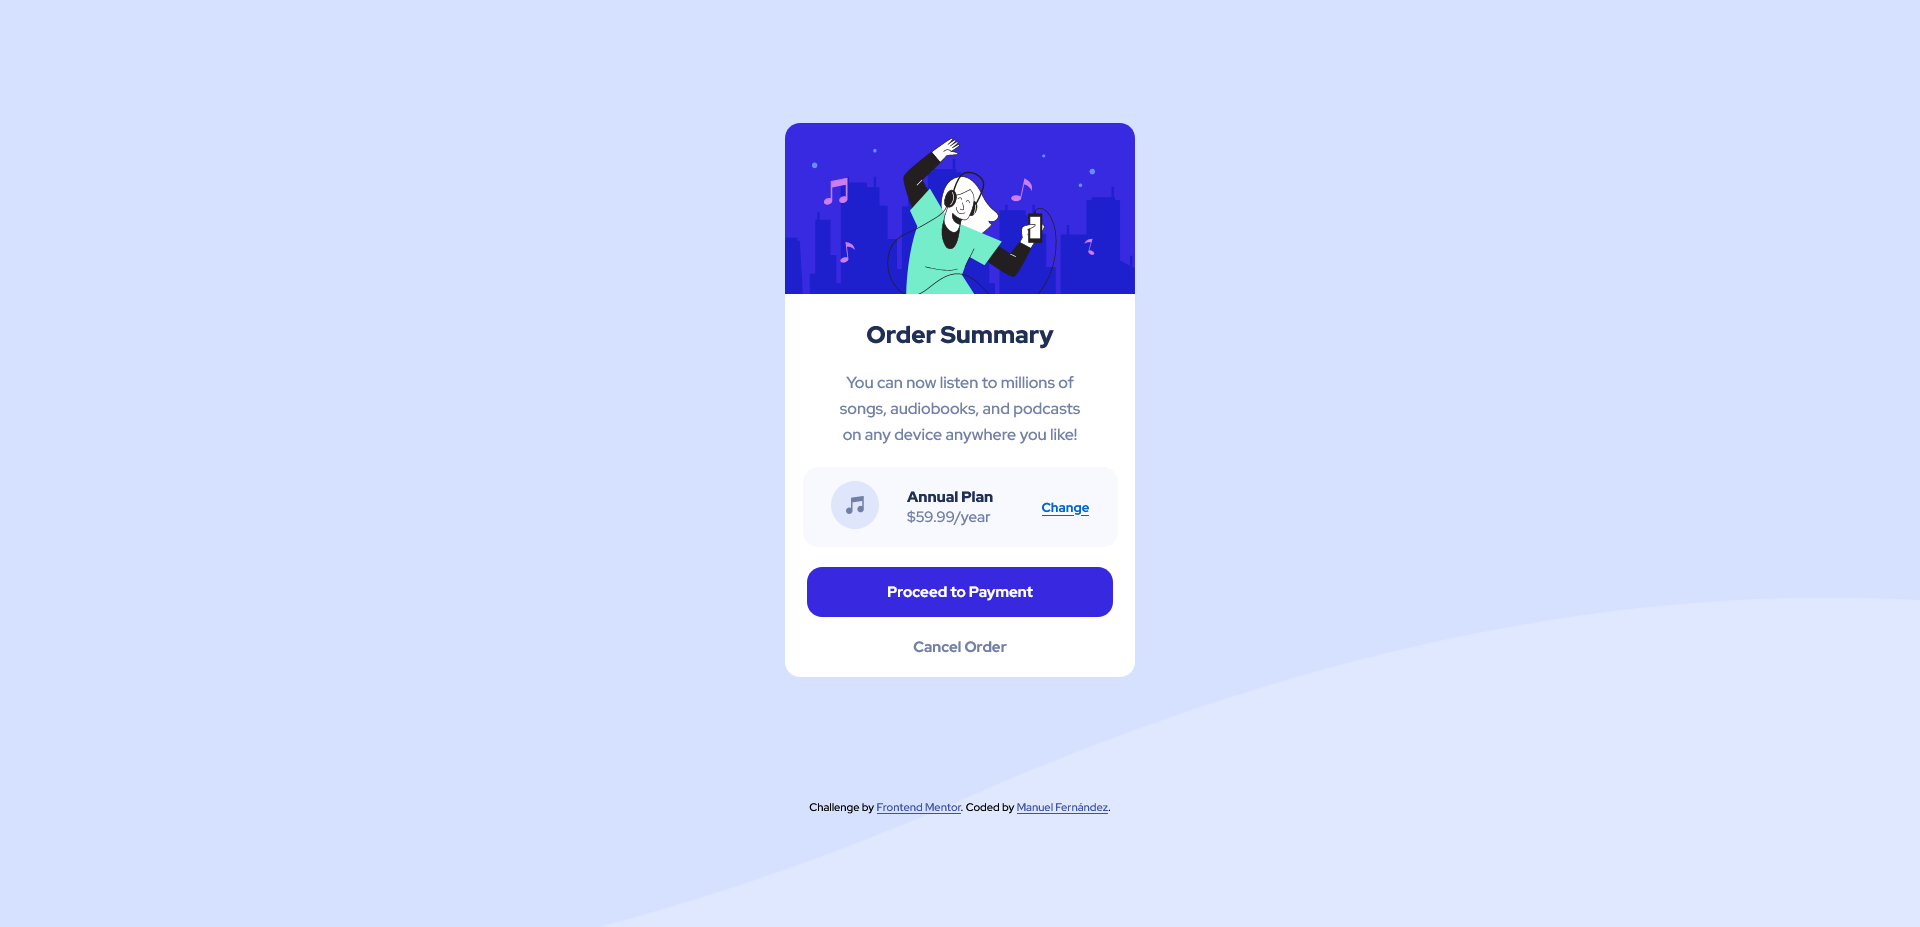 Order Summary
You can now listen to millions of
songs, audiobooks, and podcasts
on any device anywhere you like!
Annual Plan
$59.99/year
Change
Proceed to Payment
Cancel Order
Challenge by Frontend Mentor. Coded by Manuel Fernández.